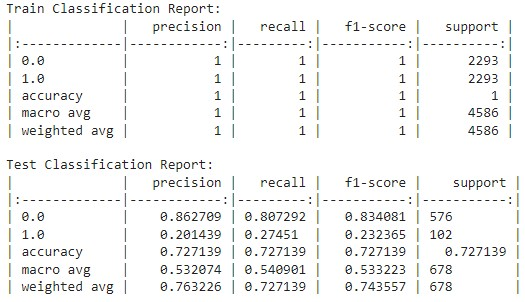 Train Classification Report:
|              |   precision |   recall |   f1-score |   support |
|:-------------|------------:|---------:|-----------:|----------:|
| 0.0          |           1 |        1 |          1 |      2293 |
| 1.0          |           1 |        1 |          1 |      2293 |
| accuracy     |           1 |        1 |          1 |         1 |
| macro avg    |           1 |        1 |          1 |      4586 |
| weighted avg |           1 |        1 |          1 |      4586 |
Test Classification Report:
|              |   precision |   recall |   f1-score |    support |
|:-------------|------------:|---------:|-----------:|-----------:|
| 0.0          |    0.862709 | 0.807292 |   0.834081 | 576        |
| 1.0          |    0.201439 | 0.27451  |   0.232365 | 102        |
| accuracy     |    0.727139 | 0.727139 |   0.727139 |   0.727139 |
| macro avg    |    0.532074 | 0.540901 |   0.533223 | 678        |
| weighted avg |    0.763226 | 0.727139 |   0.743557 | 678        |